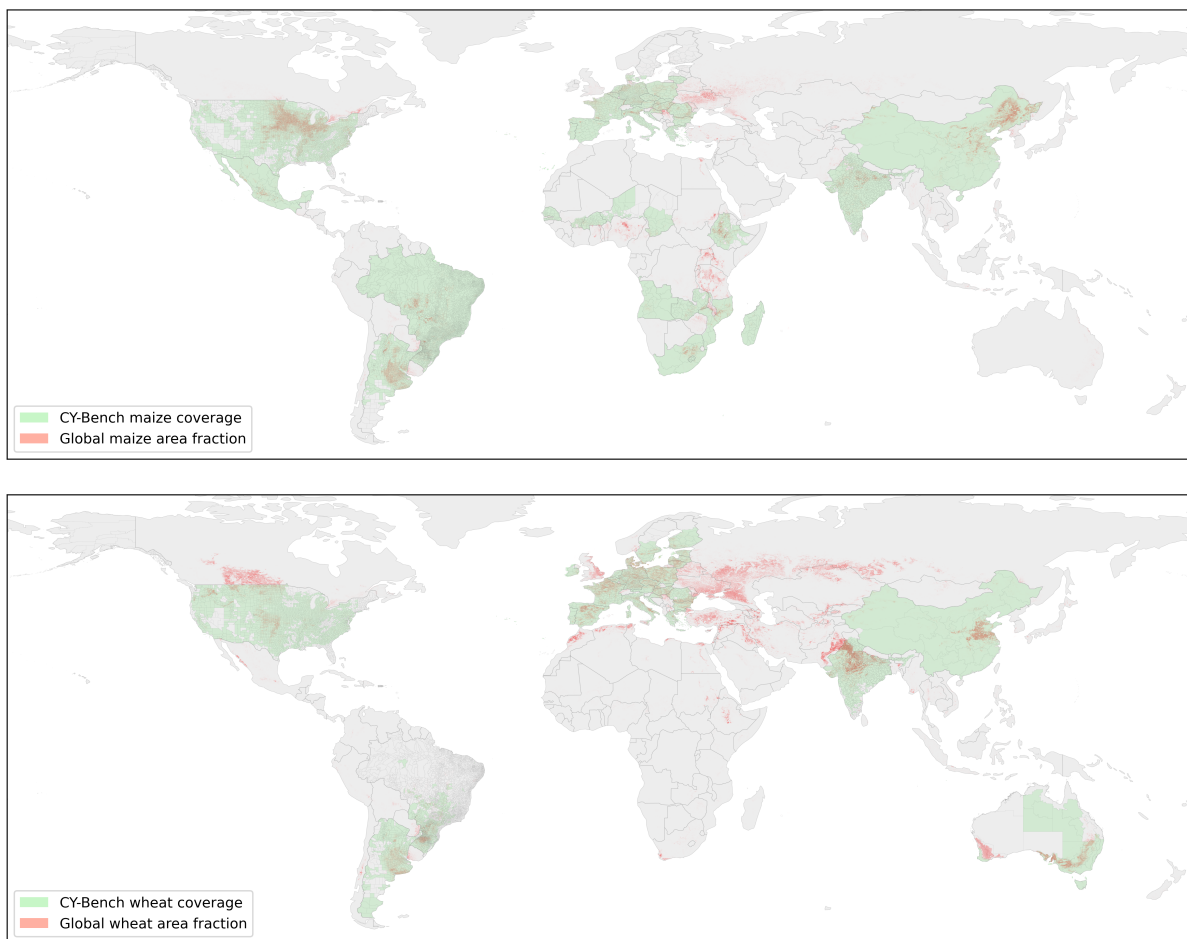 CY-Bench maize coverage
Global maize area fraction
CY-Bench wheat coverage
Global wheat area fraction